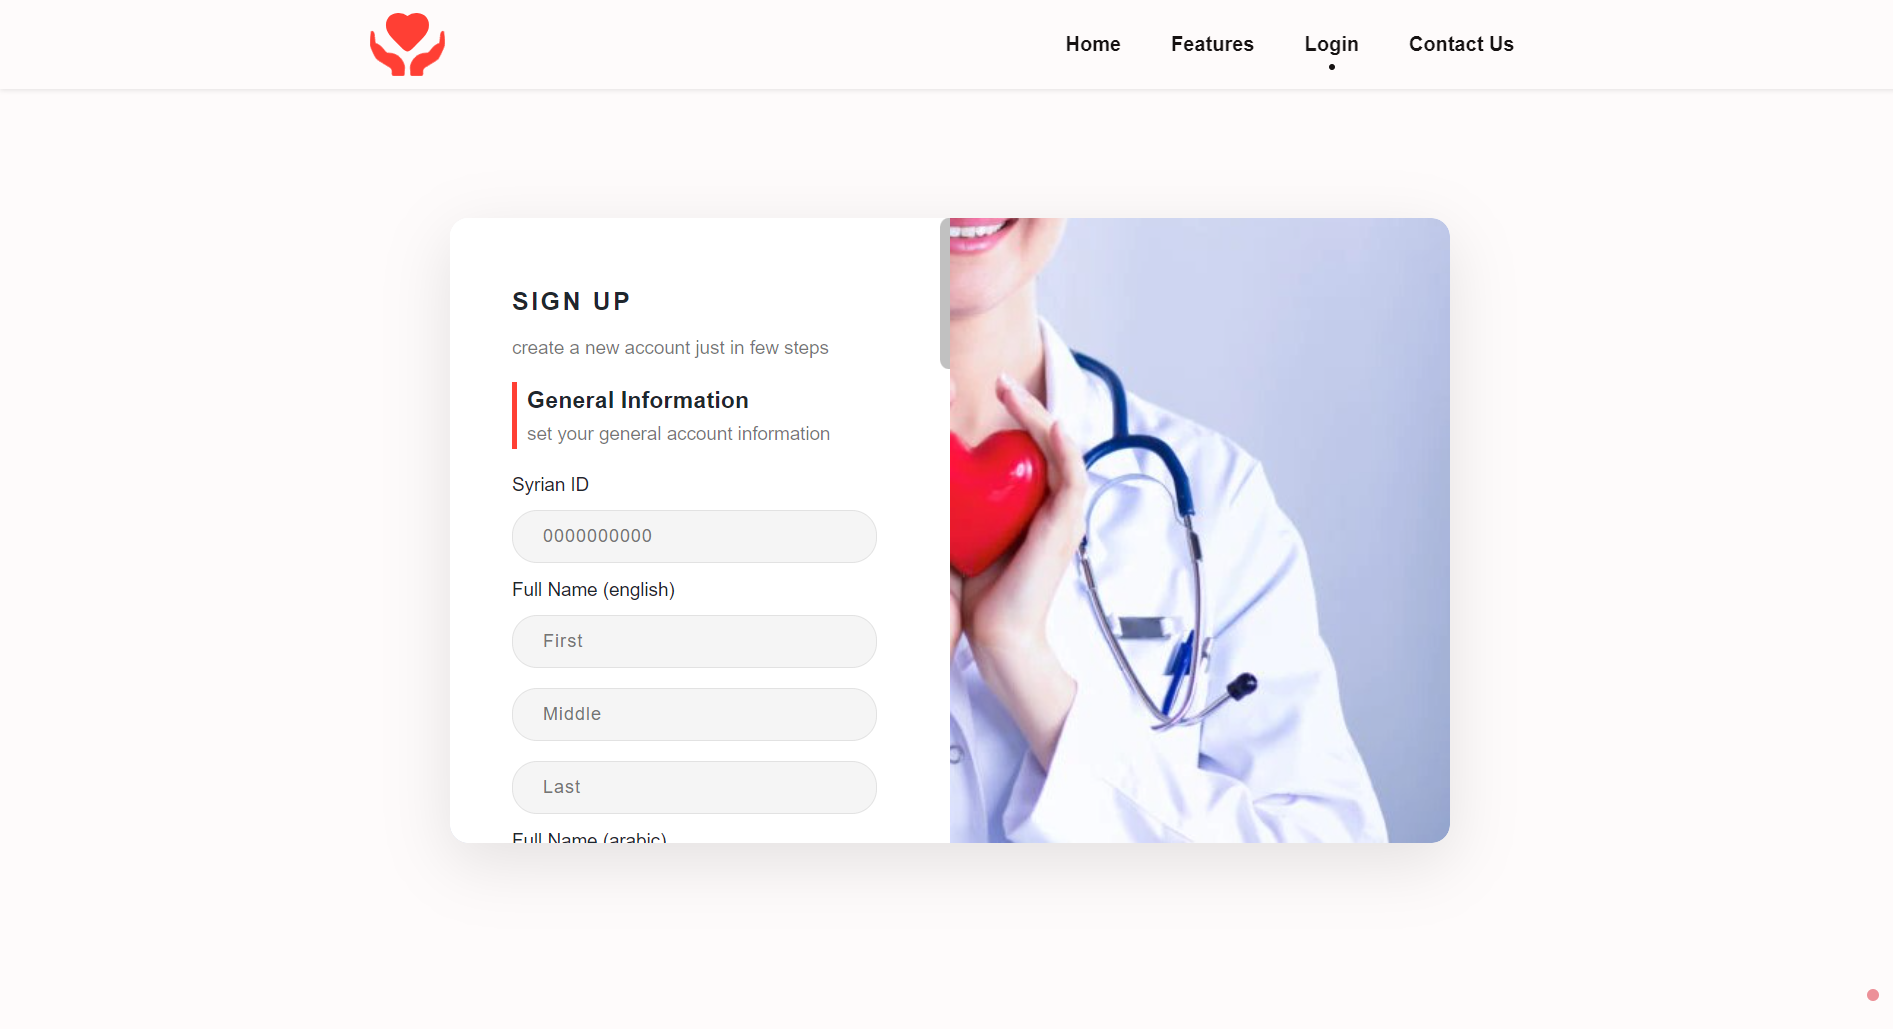 Home Features Login Contact Us
SIGN UP
create a new account just in few steps
General Information
set your general account information
Syrian ID
0000000000
Full Name (english)
First
Middle
Last
Full Name (arabic)